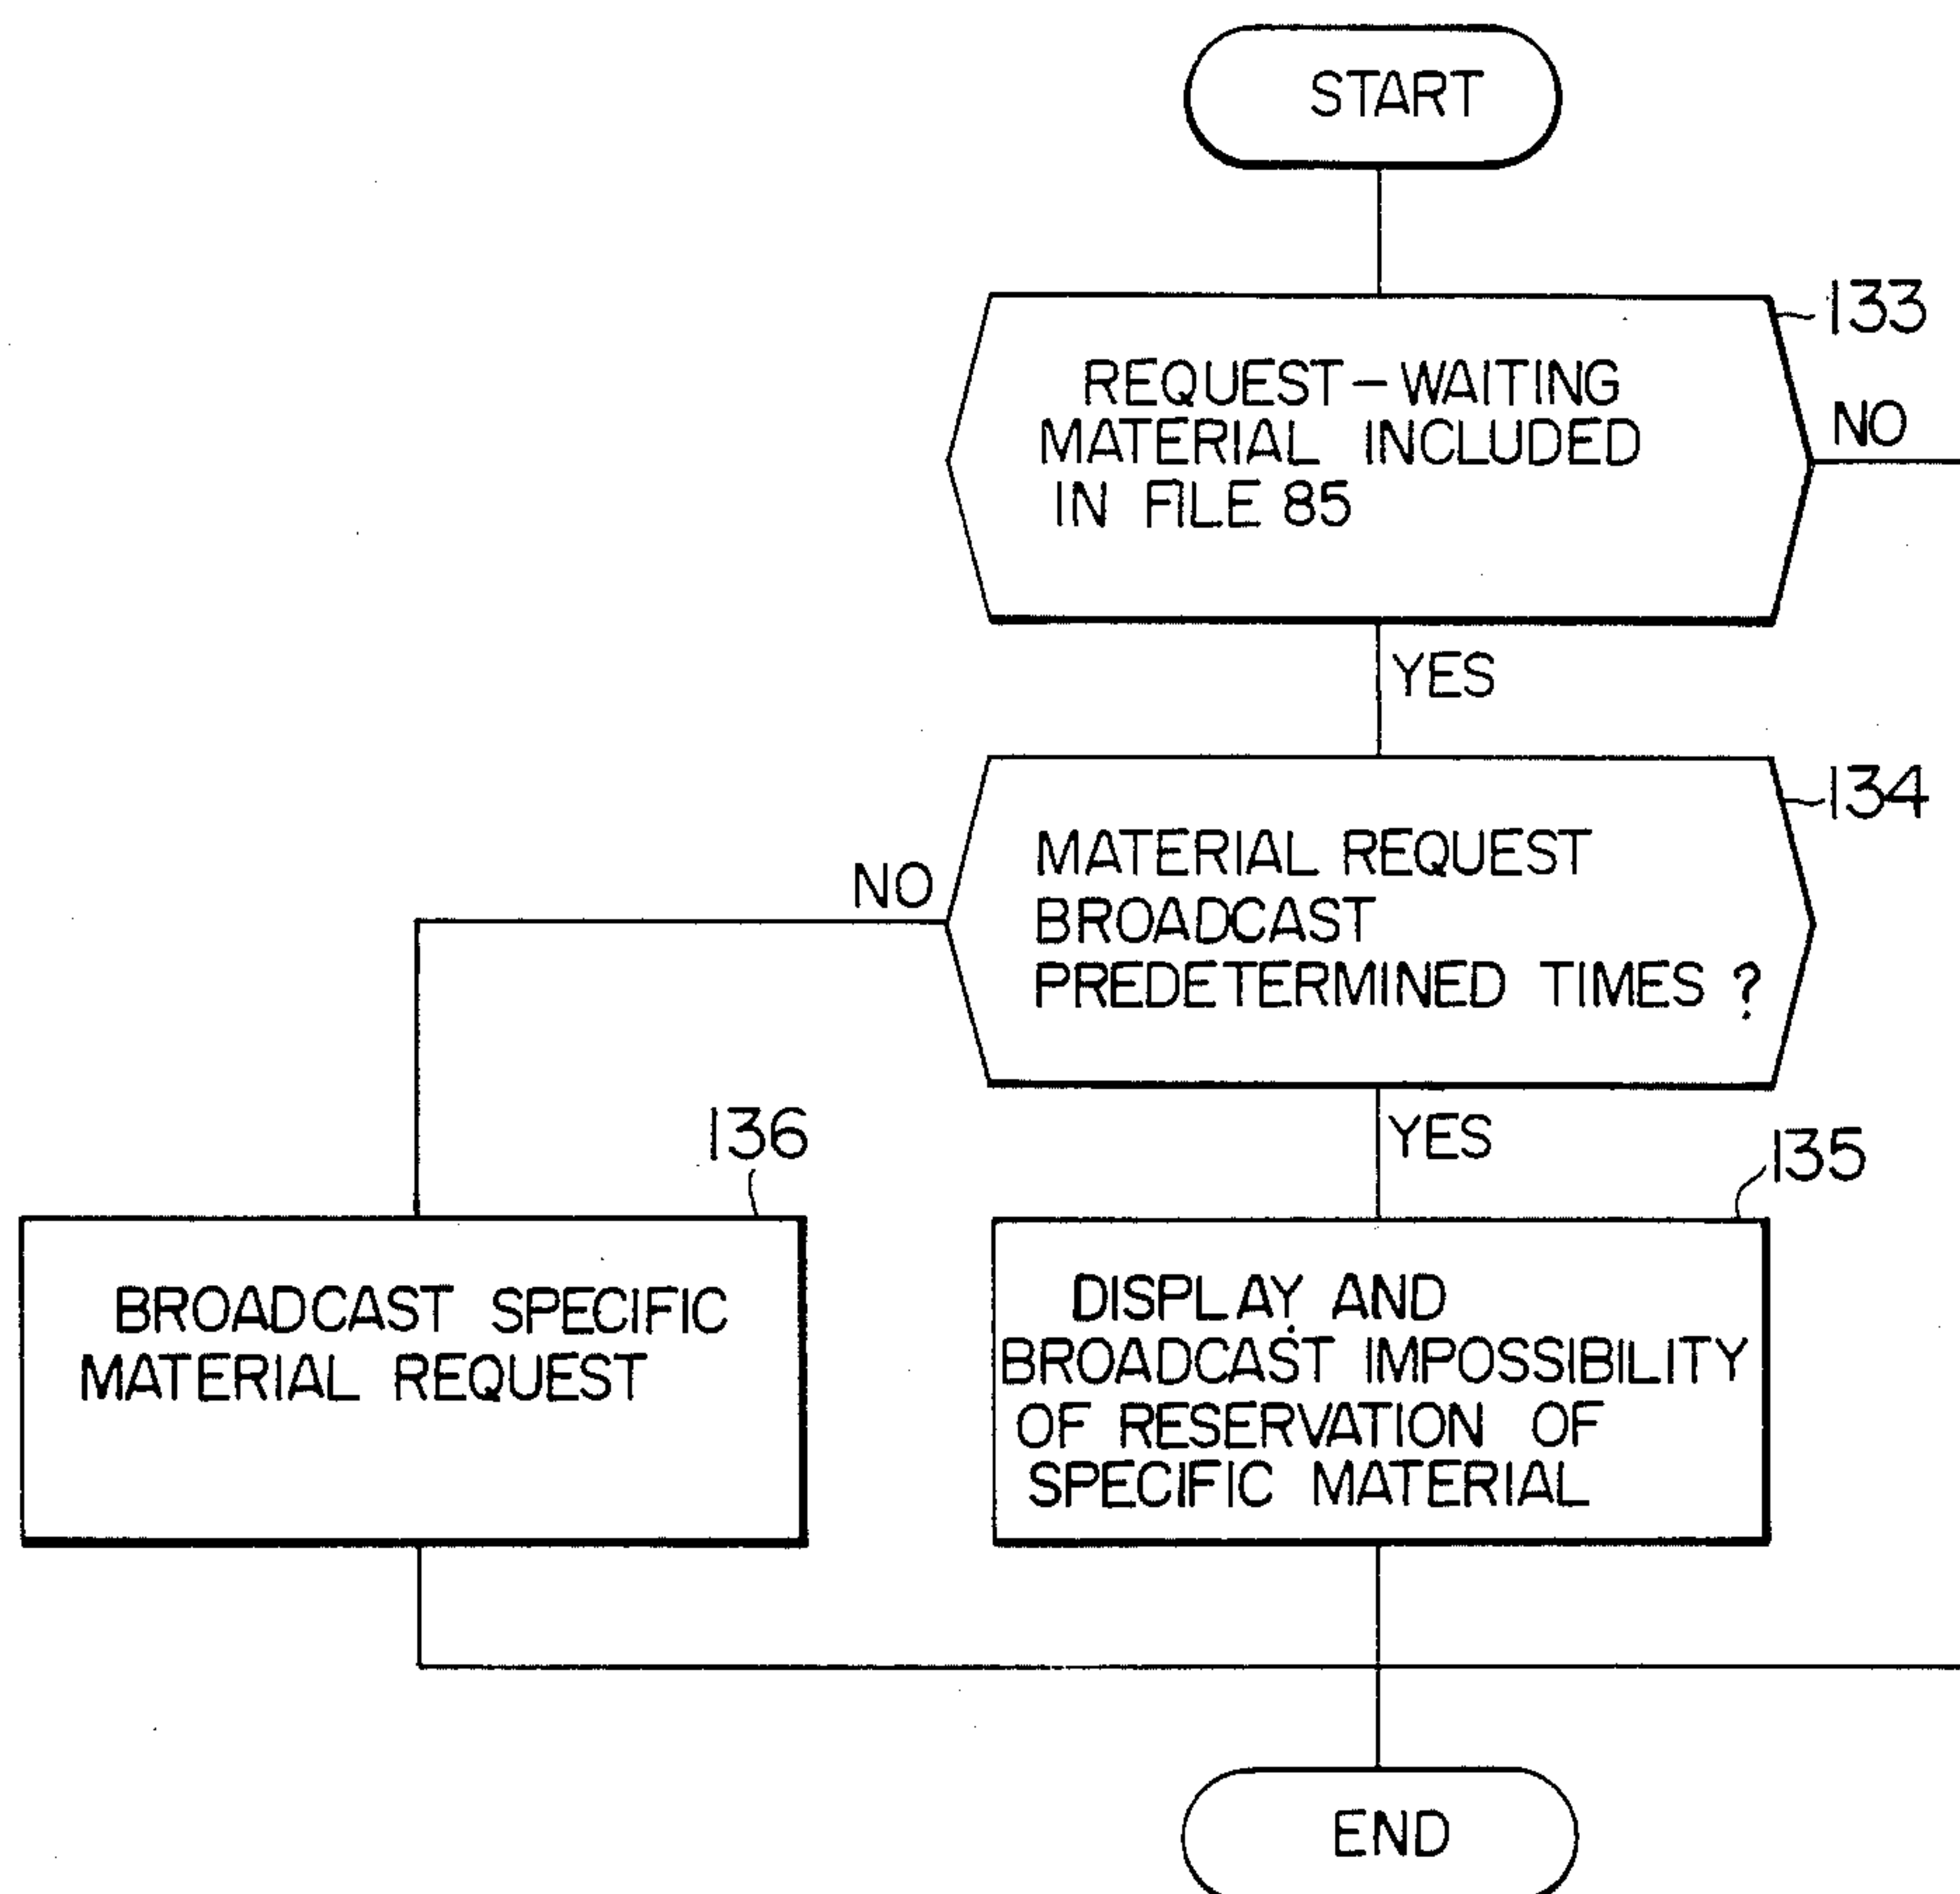 START
133
REQUEST-WAITING
MATERIAL INCLUDED
IN FILE 85
NO
YES
134
MATERIAL REQUEST
BROADCAST
PREDETERMINED TIMES ?
NO
YES
136
135
BROADCAST SPECIFIC
MATERIAL REQUEST
DISPLAY AND
BROADCAST IMPOSSIBILITY
OF RESERVATION OF
SPECIFIC MATERIAL
END